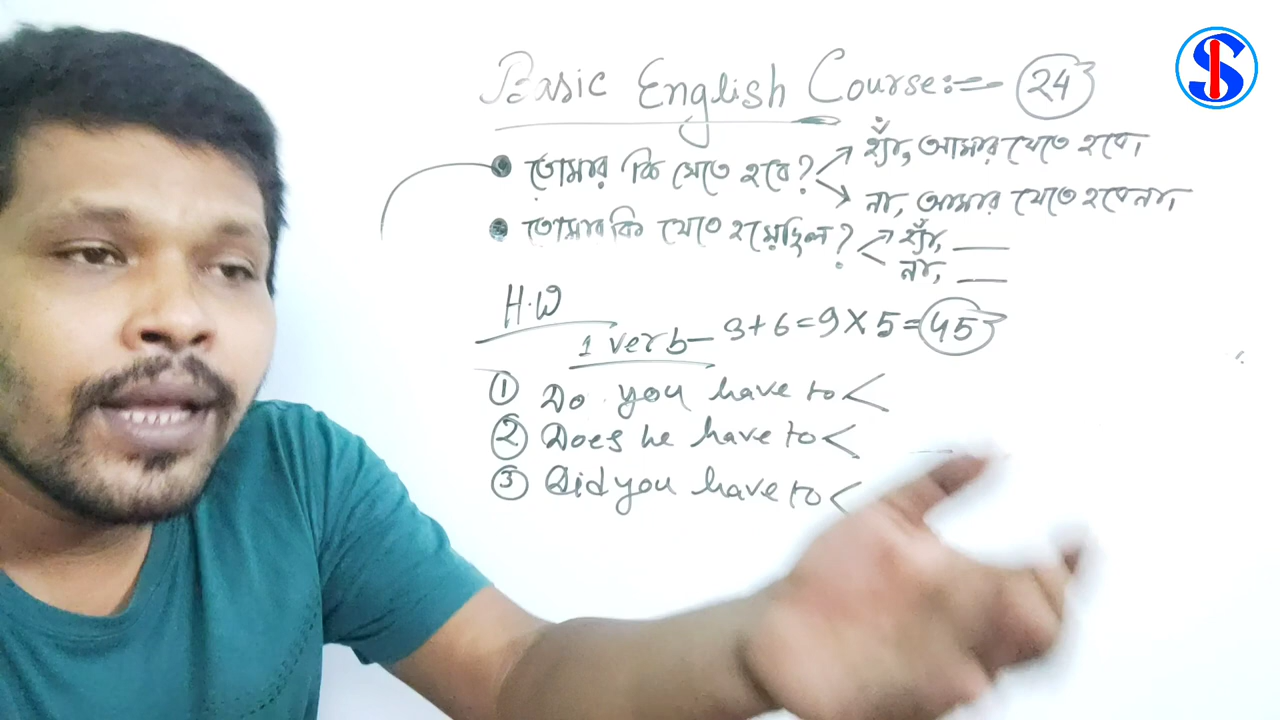 Basic English Course:- 24
তোমার কি যেতে হবে? হ্যাঁ, আমার যেতে হবে।
না, আমার যেতে হবেনা,
তোমার কি যেতে হয়েছিল? হ্যাঁ,
না,
H.W
1 verb- 3+6=9×5=45
① Do you have to <
② Does he have to <
③ Did you have to <